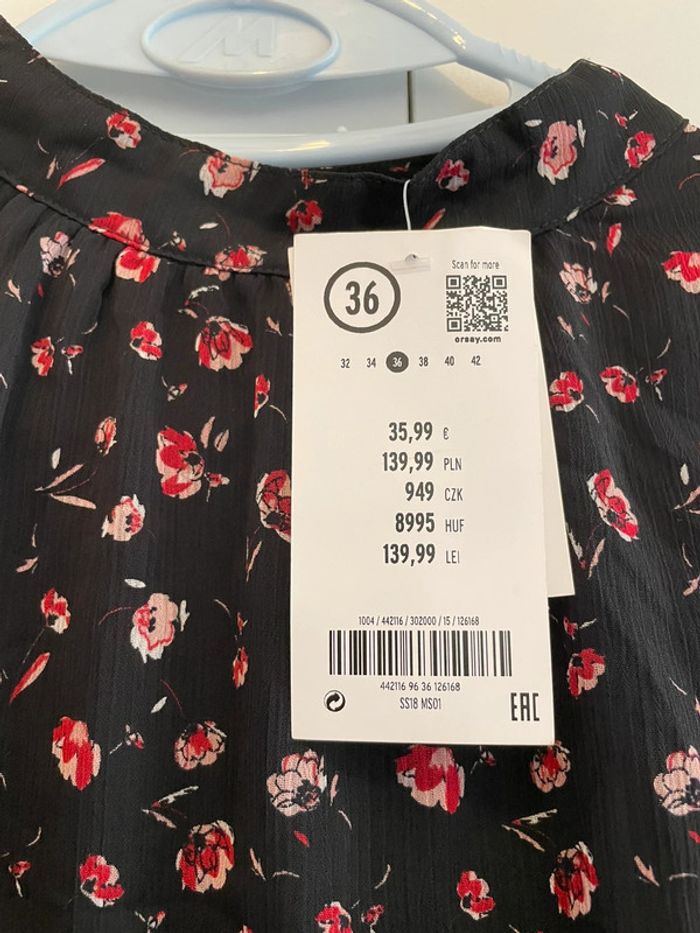 W
36
Scan for more
orsay.com
32 34 36 38 40 42
35,99 €
139,99 PLN
949 CZK
8995 HUF
139,99 LEI
1004 / 442116 / 302000 / 15 / 126168
442116 96 36 126168
SS18 MS01
EAC